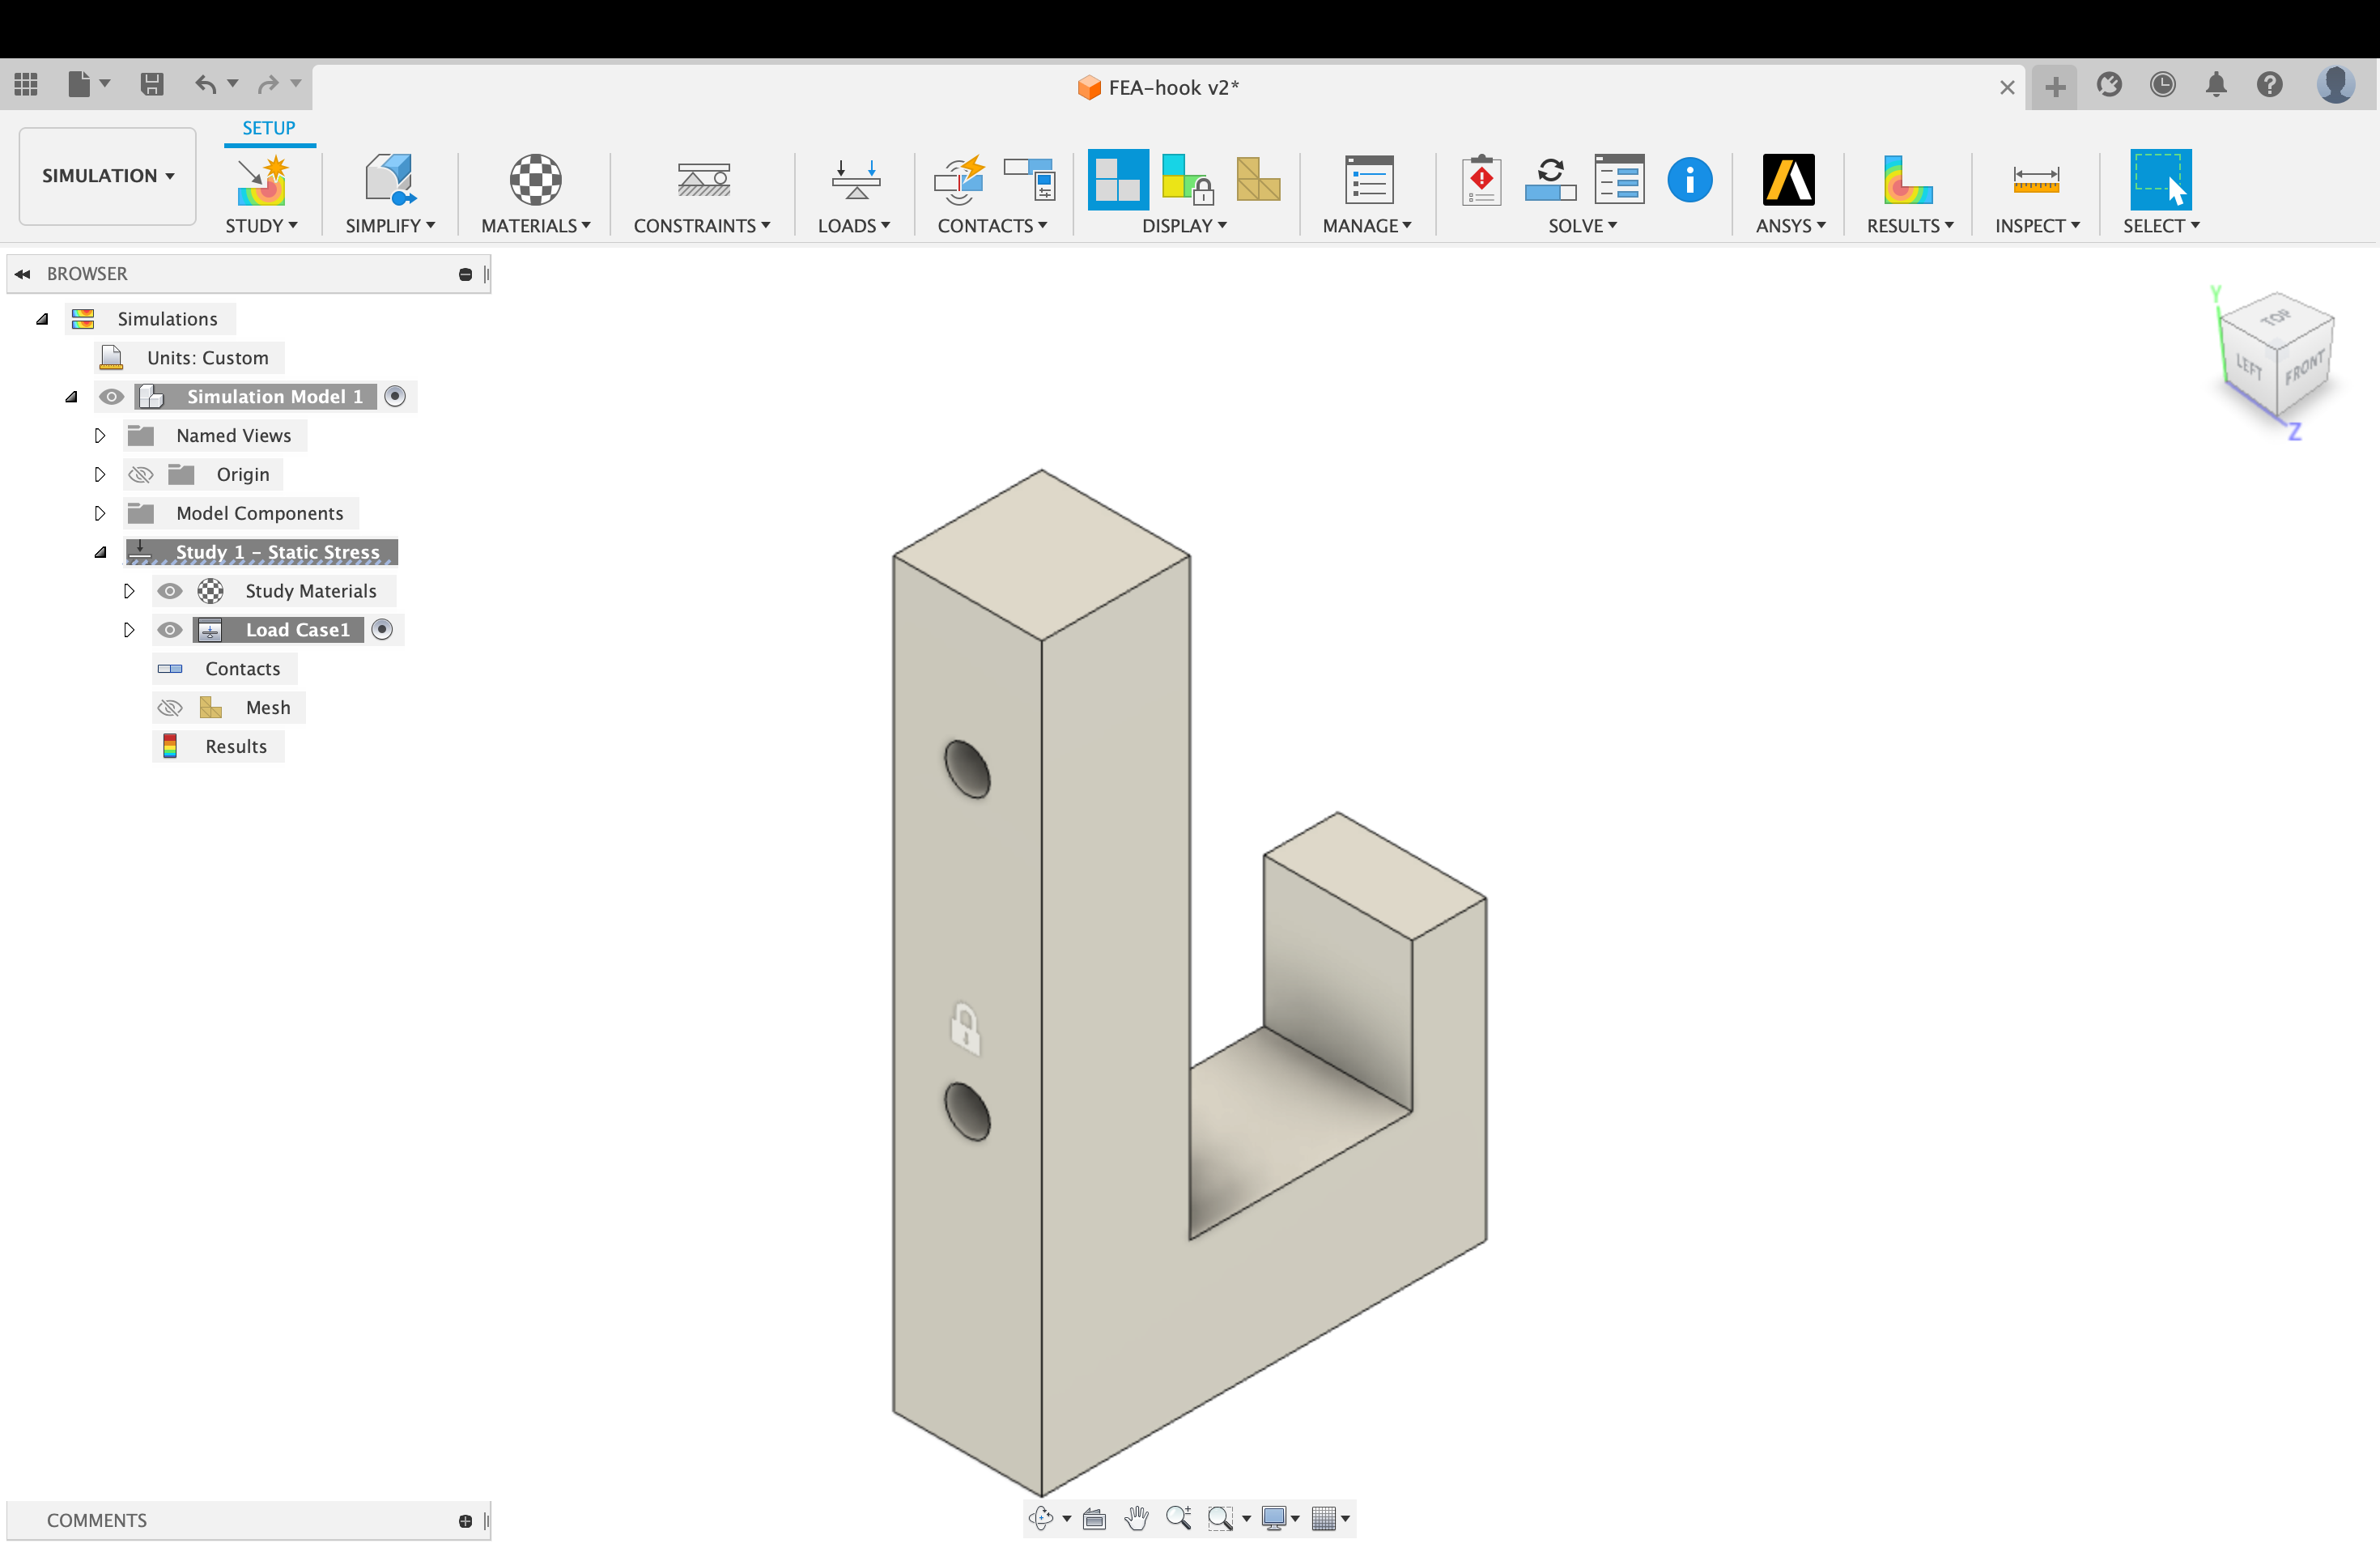 FEA-hook v2*
SETUP
SIMULATION
STUDY
SIMPLIFY
MATERIALS
CONSTRAINTS
LOADS
CONTACTS
DISPLAY
MANAGE
SOLVE
ANSYS
RESULTS
INSPECT
SELECT
BROWSER
Simulations
Units: Custom
Simulation Model 1
Named Views
Origin
Model Components
Study 1 - Static Stress
Study Materials
Load Case1
Contacts
Mesh
Results
Y
TOP
LEFT
FRONT
Z
COMMENTS